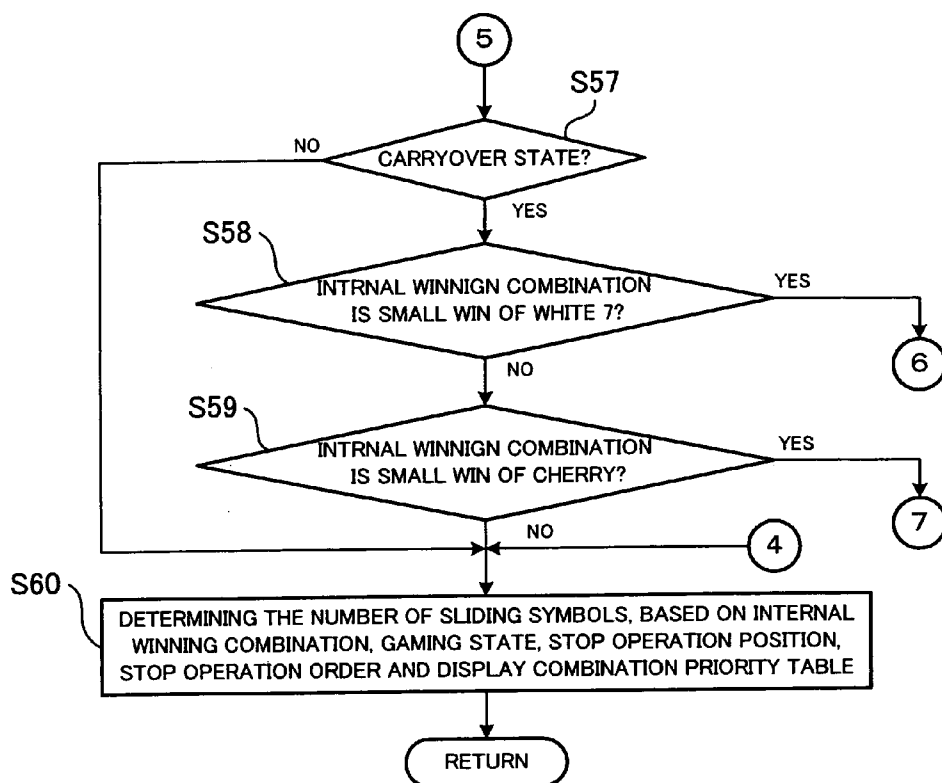 5
S57
NO
CARRYOVER STATE?
YES
S58
INTRNAL WINNIGN COMBINATION
IS SMALL WIN OF WHITE 7?
YES
6
NO
S59
INTRNAL WINNIGN COMBINATION
IS SMALL WIN OF CHERRY?
YES
7
NO
4
S60
DETERMINING THE NUMBER OF SLIDING SYMBOLS, BASED ON INTERNAL
WINNING COMBINATION, GAMING STATE, STOP OPERATION POSITION,
STOP OPERATION ORDER AND DISPLAY COMBINATION PRIORITY TABLE
RETURN